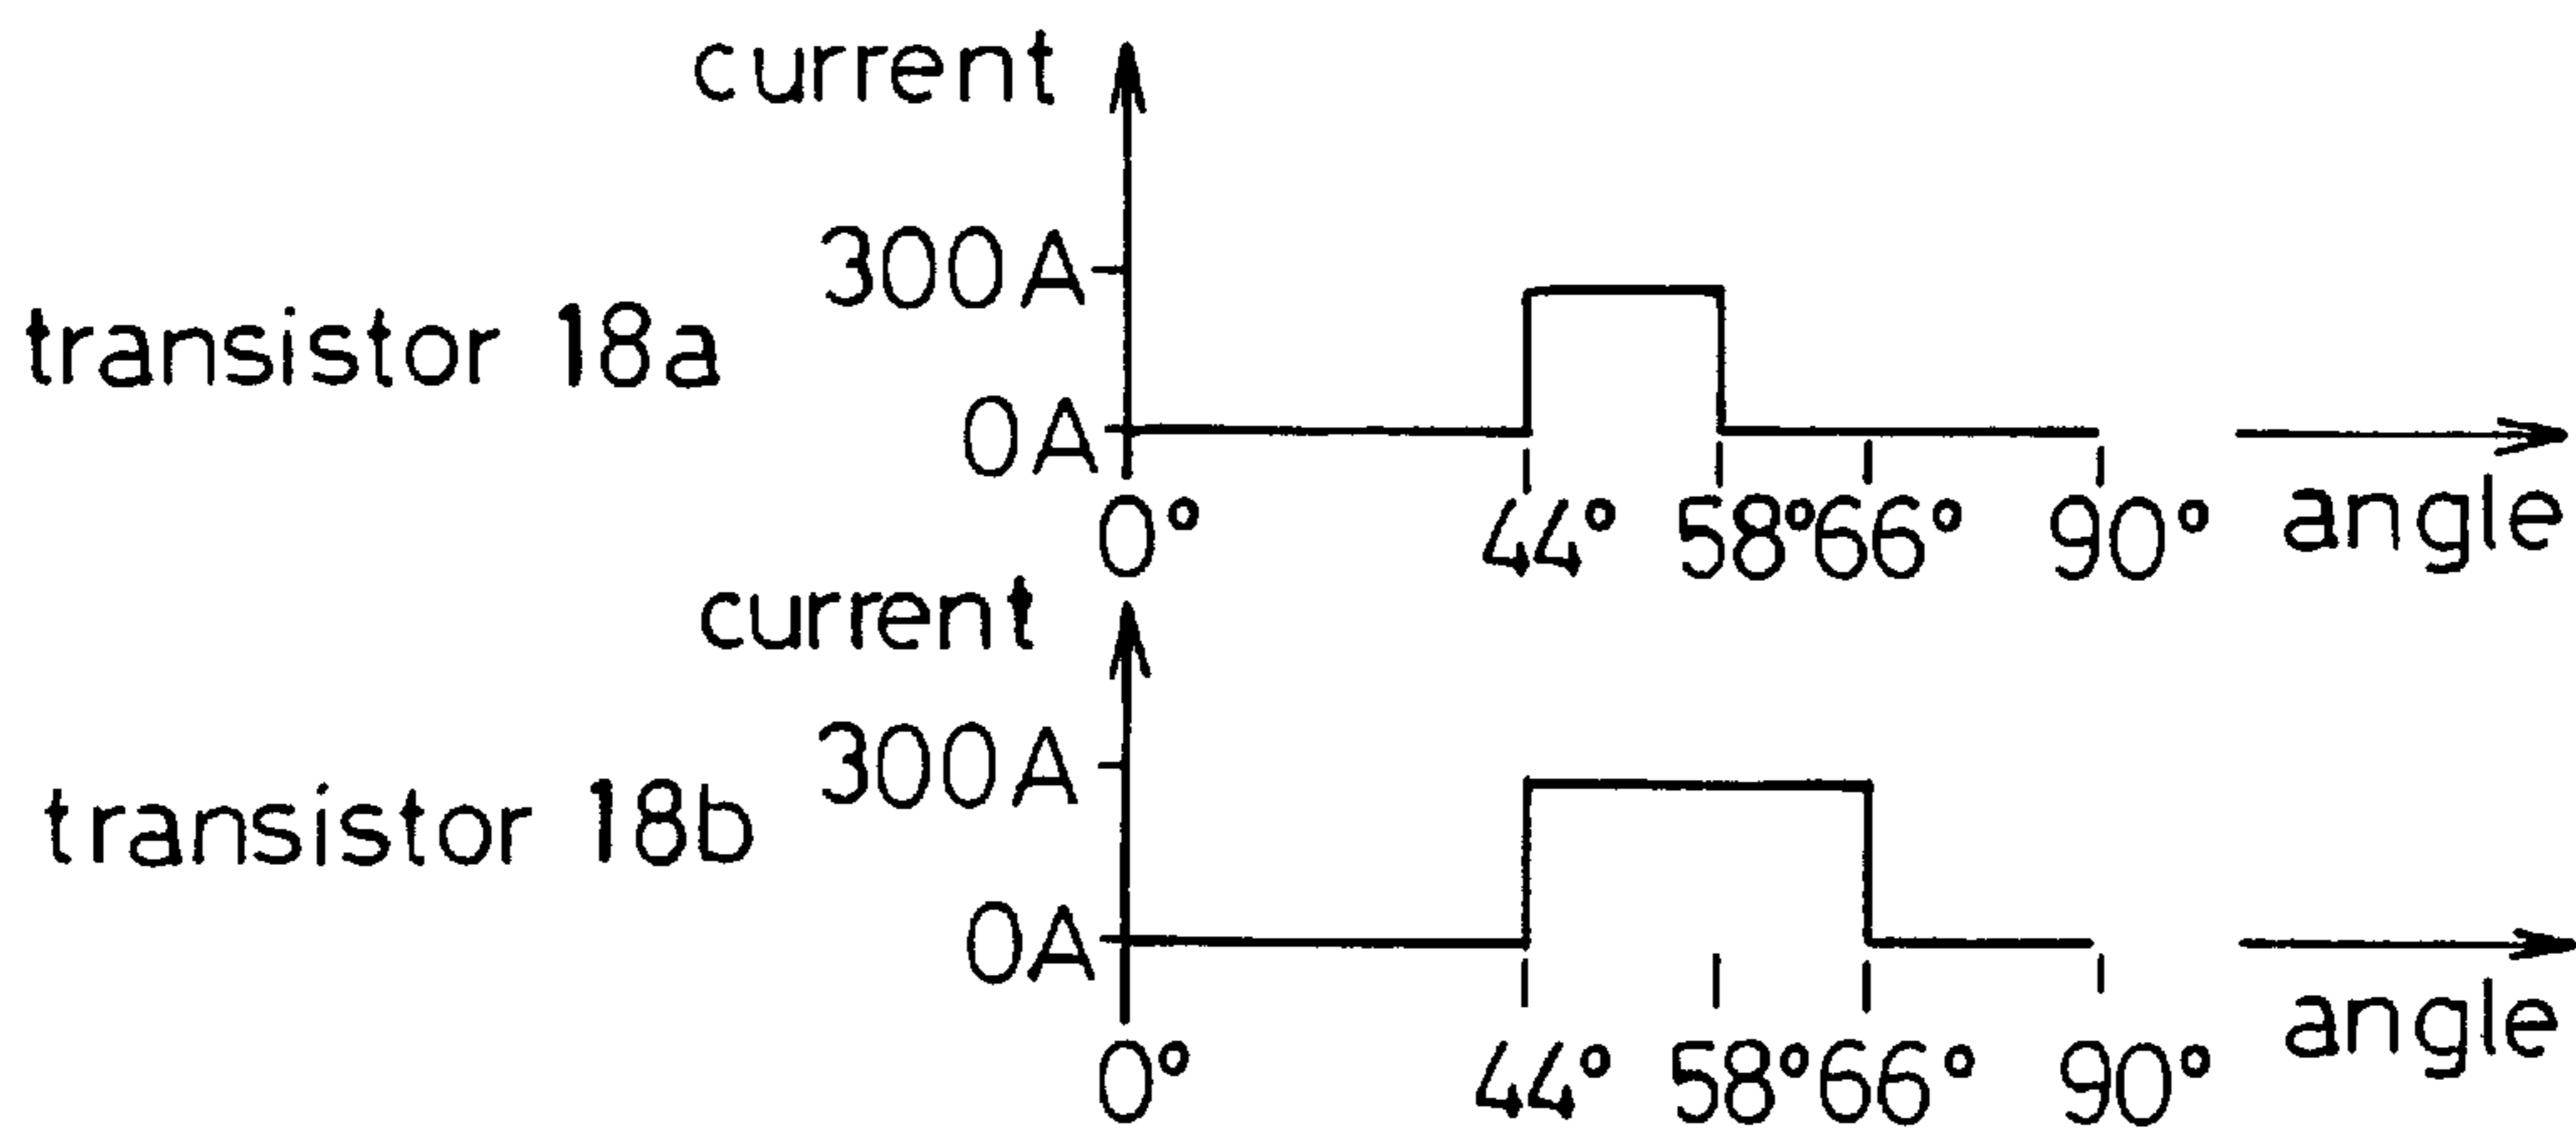 current
300A
transistor 18a
0A
0° 44° 58° 66° 90° angle
current
300A
transistor 18b
0A
0° 44° 58° 66° 90° angle